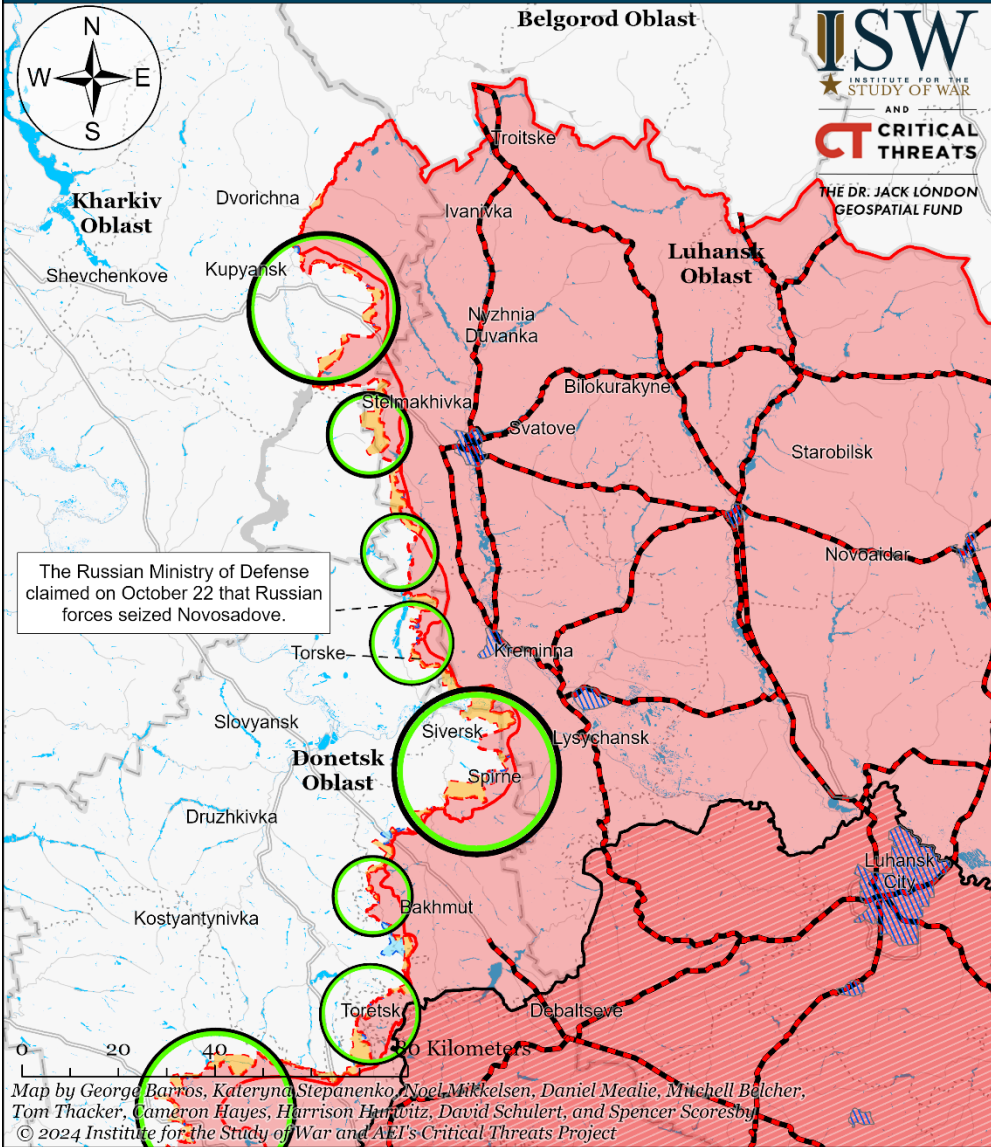 Belgorod Oblast
N
W
E
S
ISW
INSTITUTE FOR THE
STUDY OF WAR
AND
CT CRITICAL
THREATS
THE DR. JACK LONDON
GEOSPATIAL FUND
Troitske
Dvorichna
Kharkiv
Oblast
Ivanivka
Luhansk
Oblast
Kupyansk
Shevchenkove
Nyzhnia
Duvanka
Bilokurakyne
Stelmakhivka
Svatove
Starobilsk
Novoaidar
The Russian Ministry of Defense
claimed on October 22 that Russian
forces seized Novosadove.
Torske
Kreminna
Slovyansk
Siversk
Lysychansk
Donetsk
Oblast
Spirne
Druzhkivka
Luhansk
City
Bakhmut
Kostyantynivka
Toretsk
Debaltseve
0 20 40 80 Kilometers
Map by George Barros, Kateryna Stepanenko, Noel Mikkelsen, Daniel Mealie, Mitchell Belcher,
Tom Thacker, Cameron Hayes, Harrison Hurwitz, David Schulert, and Spencer Scoresby
© 2024 Institute for the Study of War and AEI's Critical Threats Project